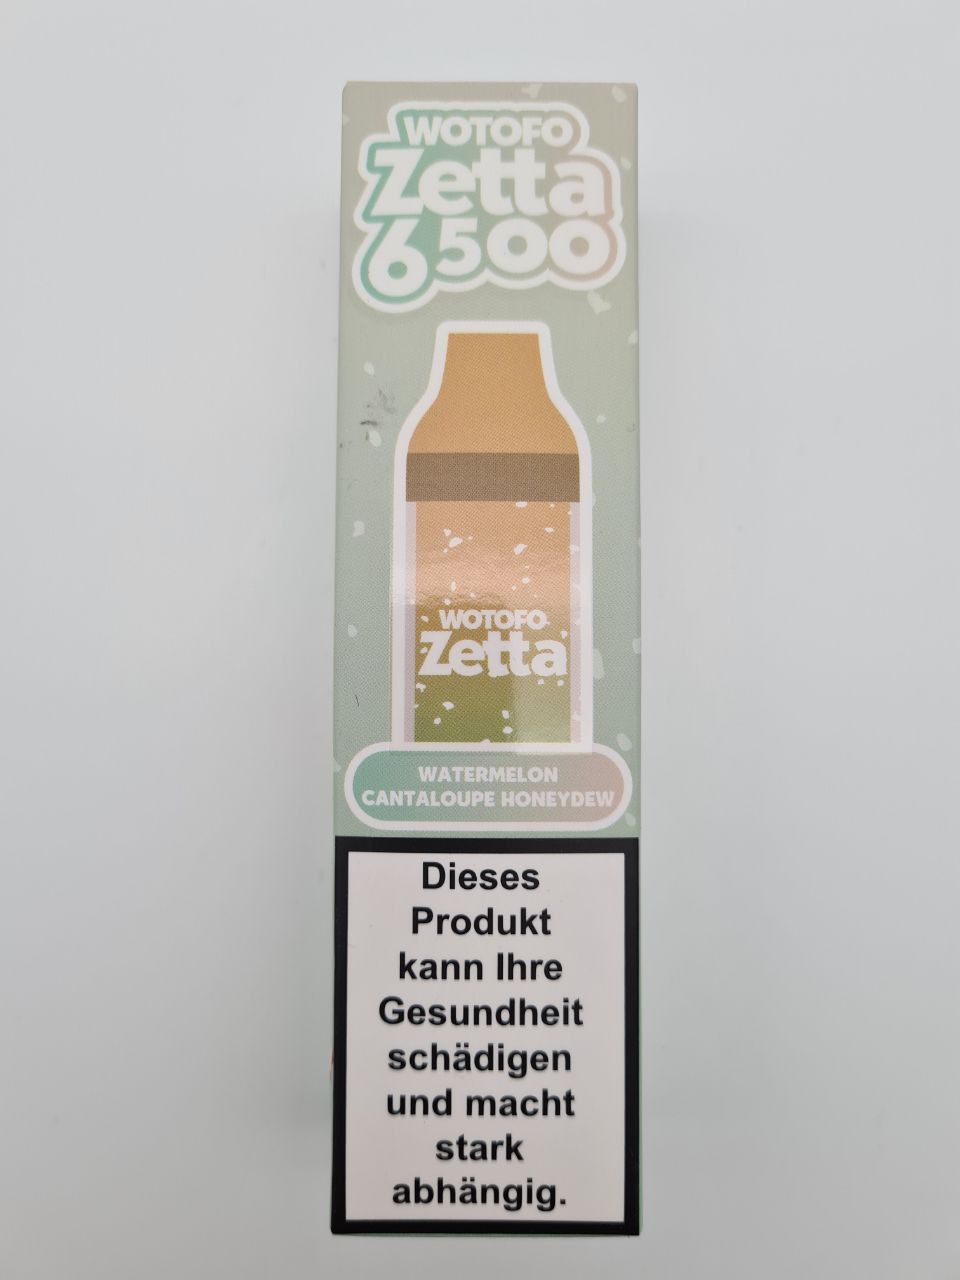 WOTOFO
Zetta
6500
WOTOFO
Zetta
WATERMELON
CANTALOUPE HONEYDEW
Dieses
Produkt
kann Ihre
Gesundheit
schädigen
und macht
stark
abhängig.